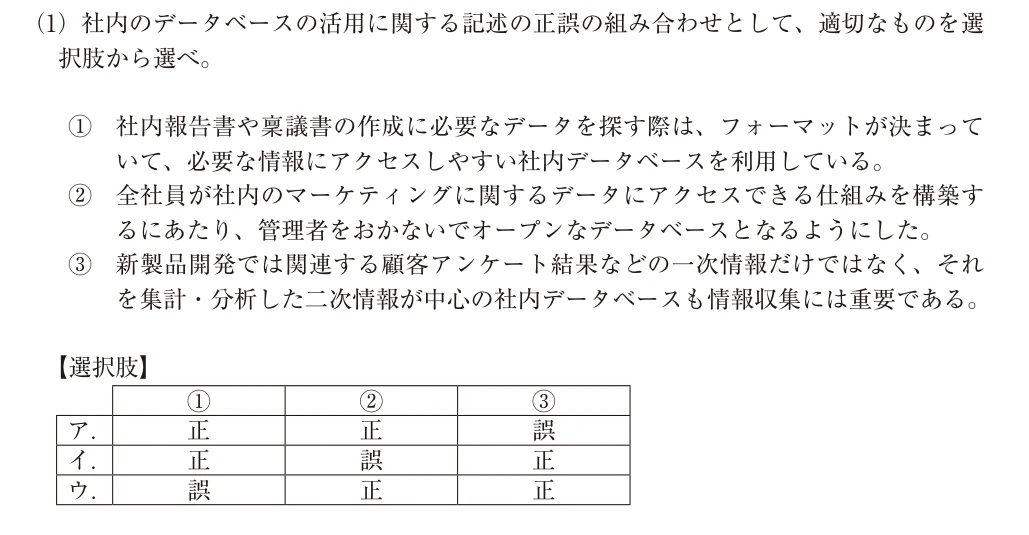 (1) 社内のデータベースの活用に関する記述の正誤の組み合わせとして、適切なものを選
択肢から選べ。
① 社内報告書や稟議書の作成に必要なデータを探す際は、フォーマットが決まって
いて、必要な情報にアクセスしやすい社内データベースを利用している。
② 全社員が社内のマーケティングに関するデータにアクセスできる仕組みを構築す
るにあたり、管理者をおかないでオープンなデータベースとなるようにした。
③ 新製品開発では関連する顧客アンケート結果などの一次情報だけではなく、それ
を集計・分析した二次情報が中心の社内データベースも情報収集には重要である。
【選択肢】
① ② ③
ア. 正 正 誤
イ. 正 誤 正
ウ. 誤 正 正